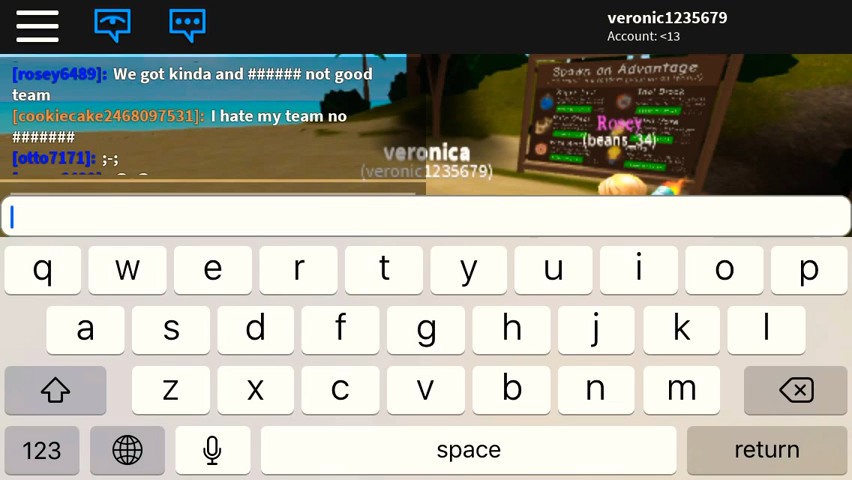 veronic1235679
Account: <13
[rosey6489]: We got kinda and ###### not good
team
[cookiecake2468097531]: I hate my team no
#######
[otto7171]: ;-;
Spawn on Advantage
Rosey
(beans_34)
veronica
(veronic1235679)
q w e r t y u i o p
a s d f g h j k l
z x c v b n m
123 space return